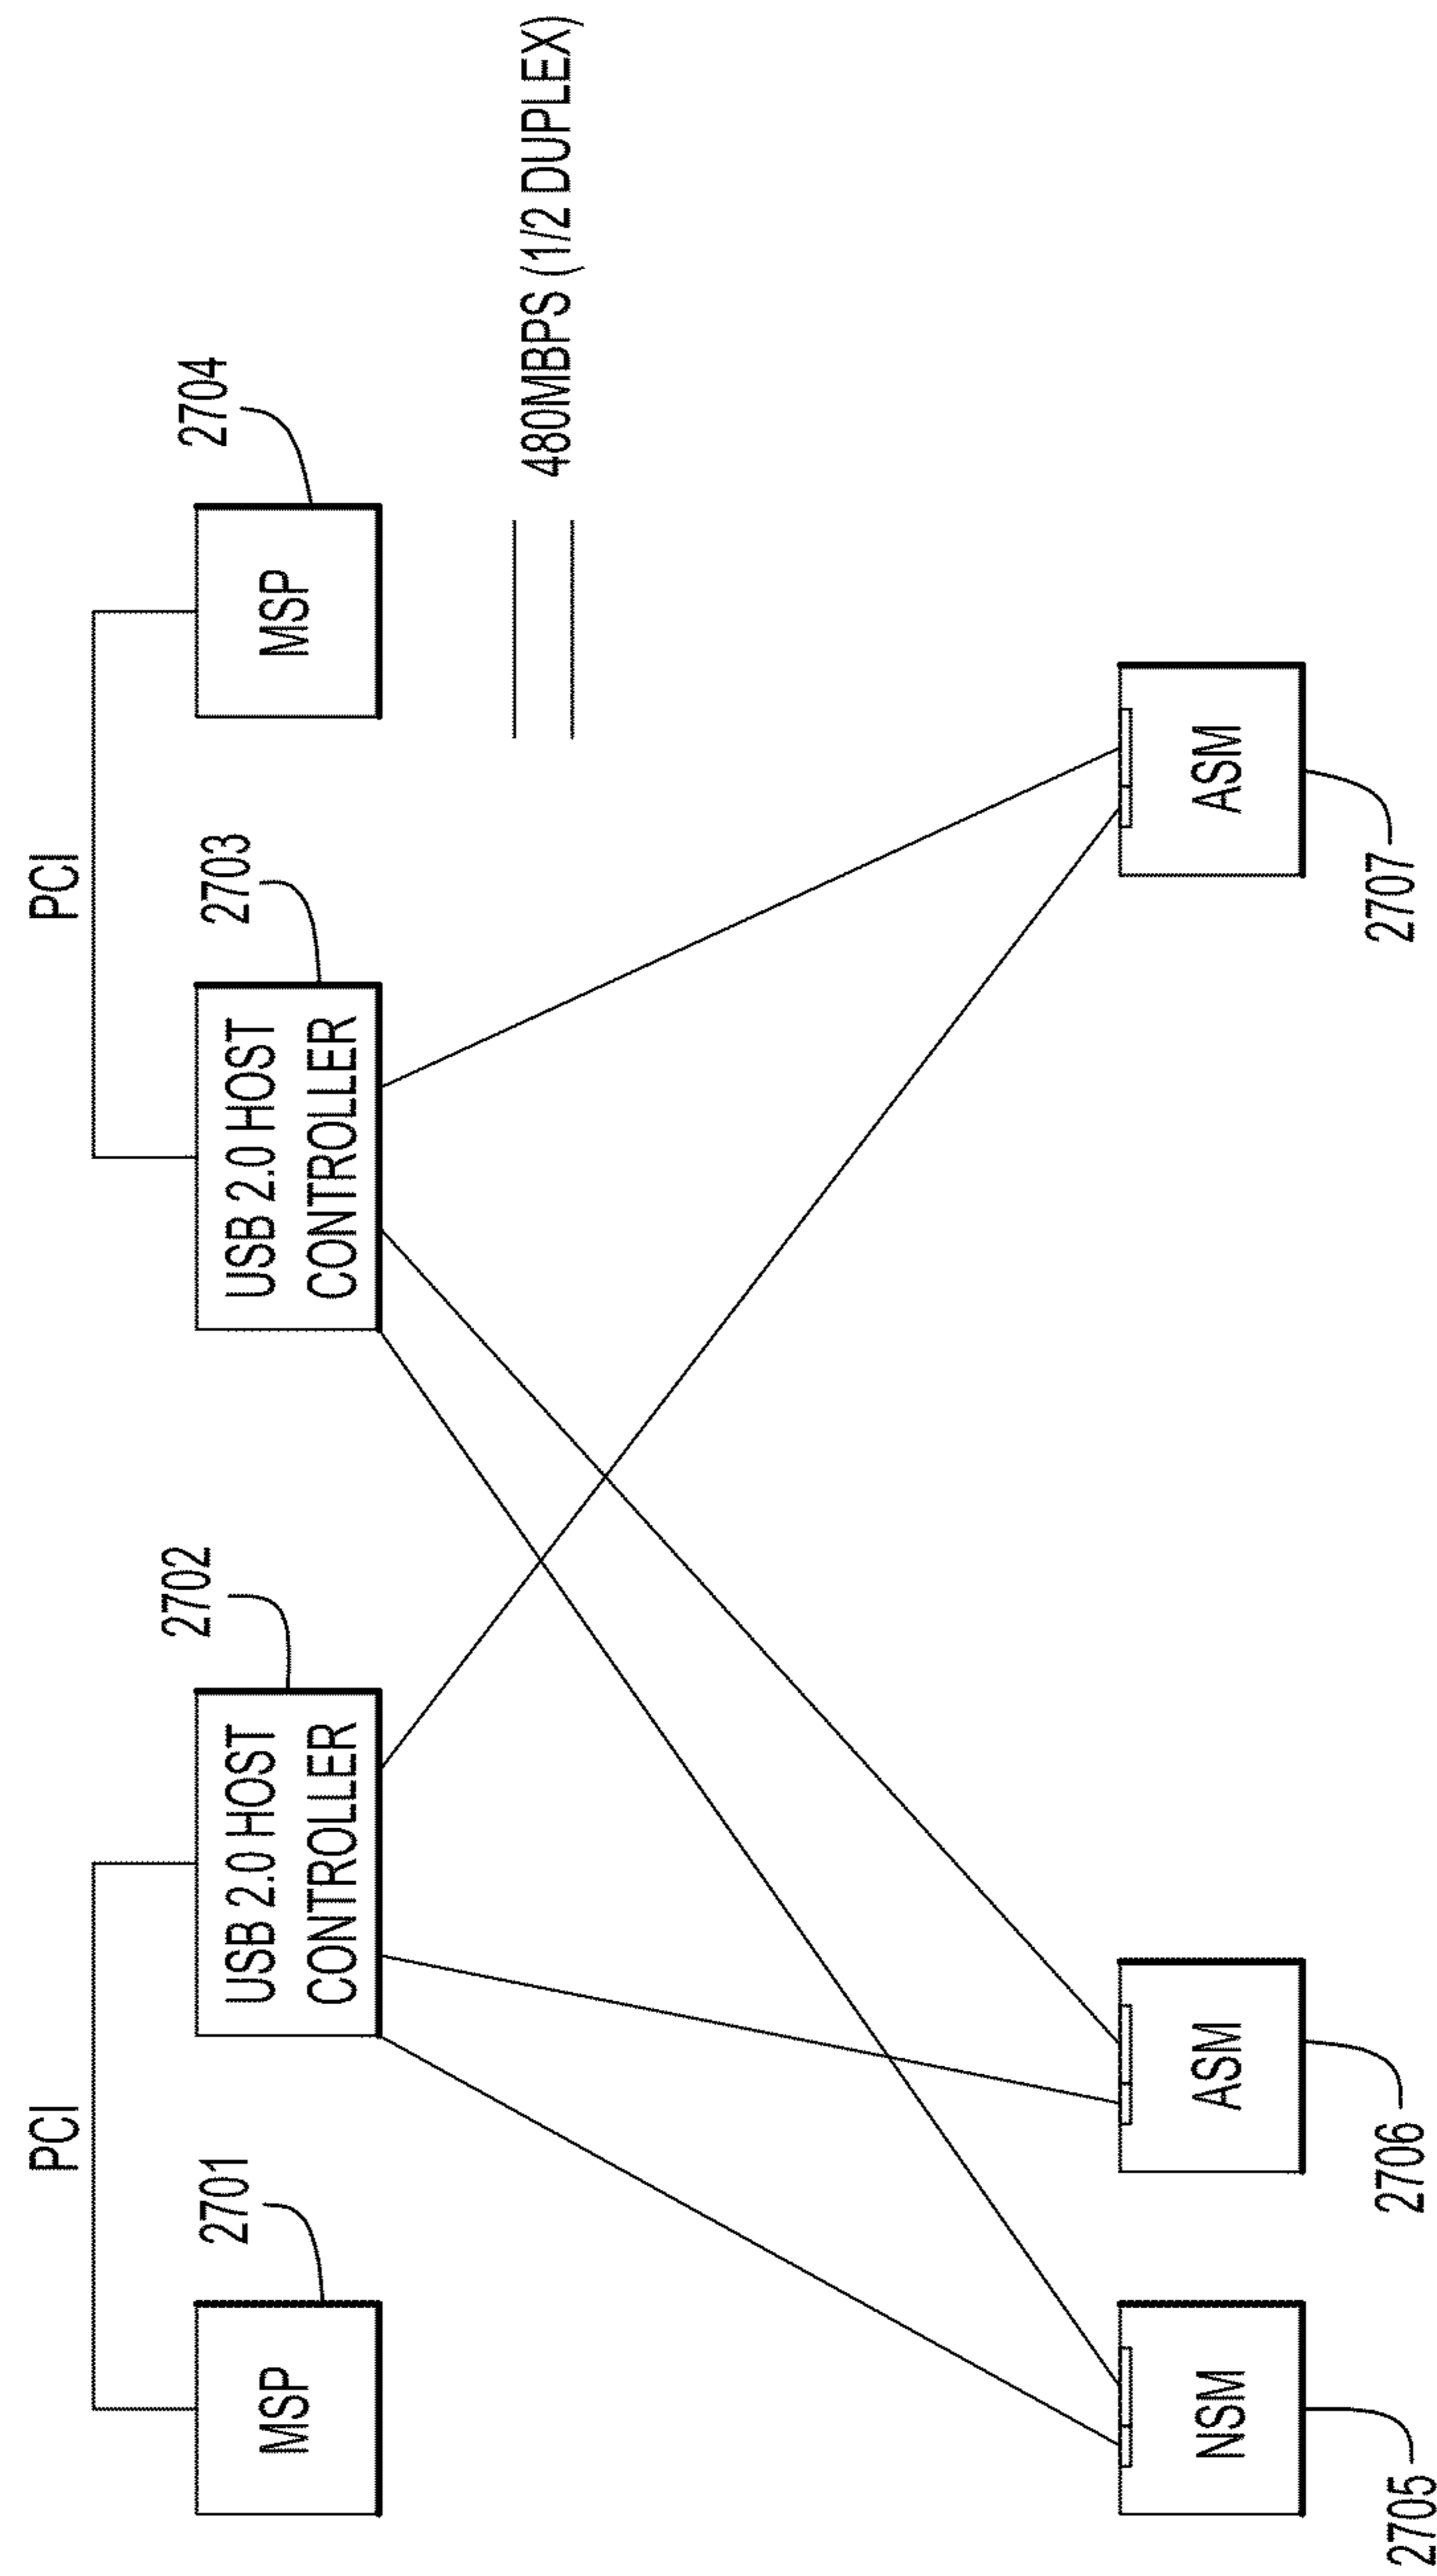 PCI
PCI
2701
2702
2703
2704
MSP
USB 2.0 HOST
CONTROLLER
USB 2.0 HOST
CONTROLLER
MSP
480MBPS (1/2 DUPLEX)
NSM
ASM
ASM
2705
2706
2707